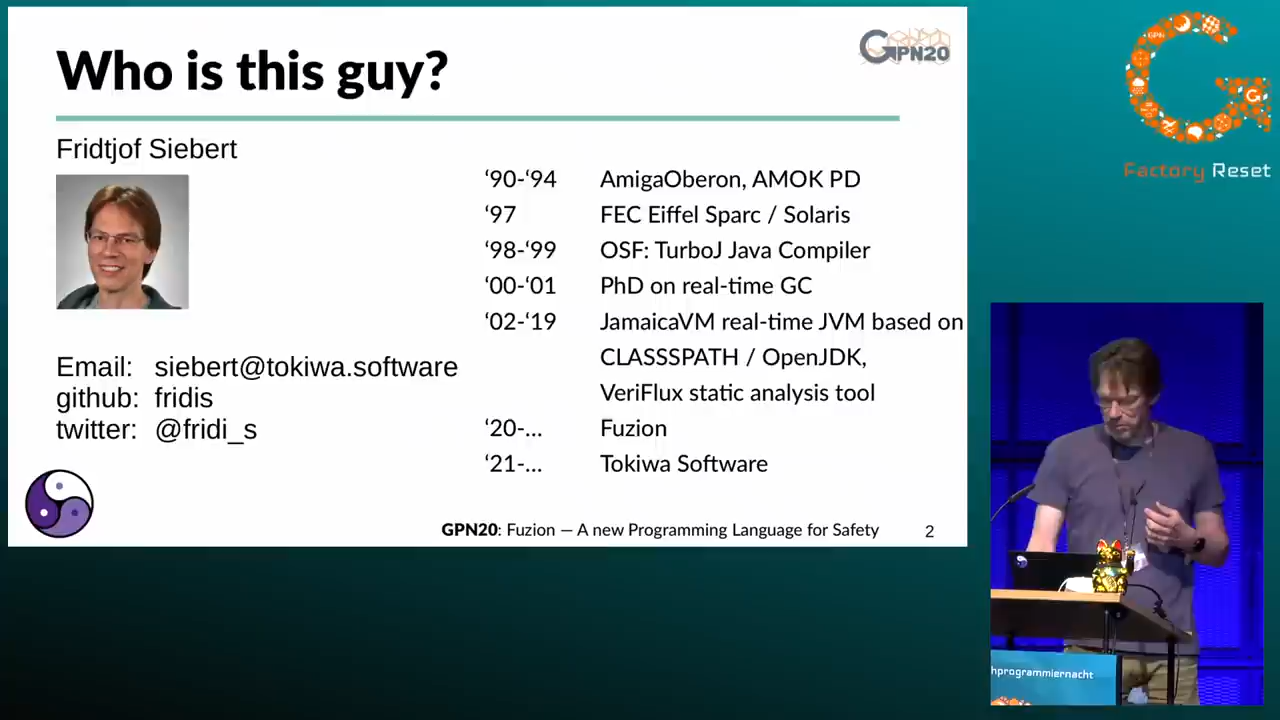 Who is this guy?
GPN20
Fridtjof Siebert
‘90-‘94 AmigaOberon, AMOK PD
‘97 FEC Eiffel Sparc / Solaris
‘98-‘99 OSF: TurboJ Java Compiler
‘00-‘01 PhD on real-time GC
‘02-‘19 JamaicaVM real-time JVM based on
CLASSSPATH / OpenJDK,
VeriFlux static analysis tool
‘20-... Fuzion
‘21-... Tokiwa Software
Email: siebert@tokiwa.software
github: fridis
twitter: @fridi_s
GPN20: Fuzion — A new Programming Language for Safety 2
Factory Reset
hprogrammiernacht